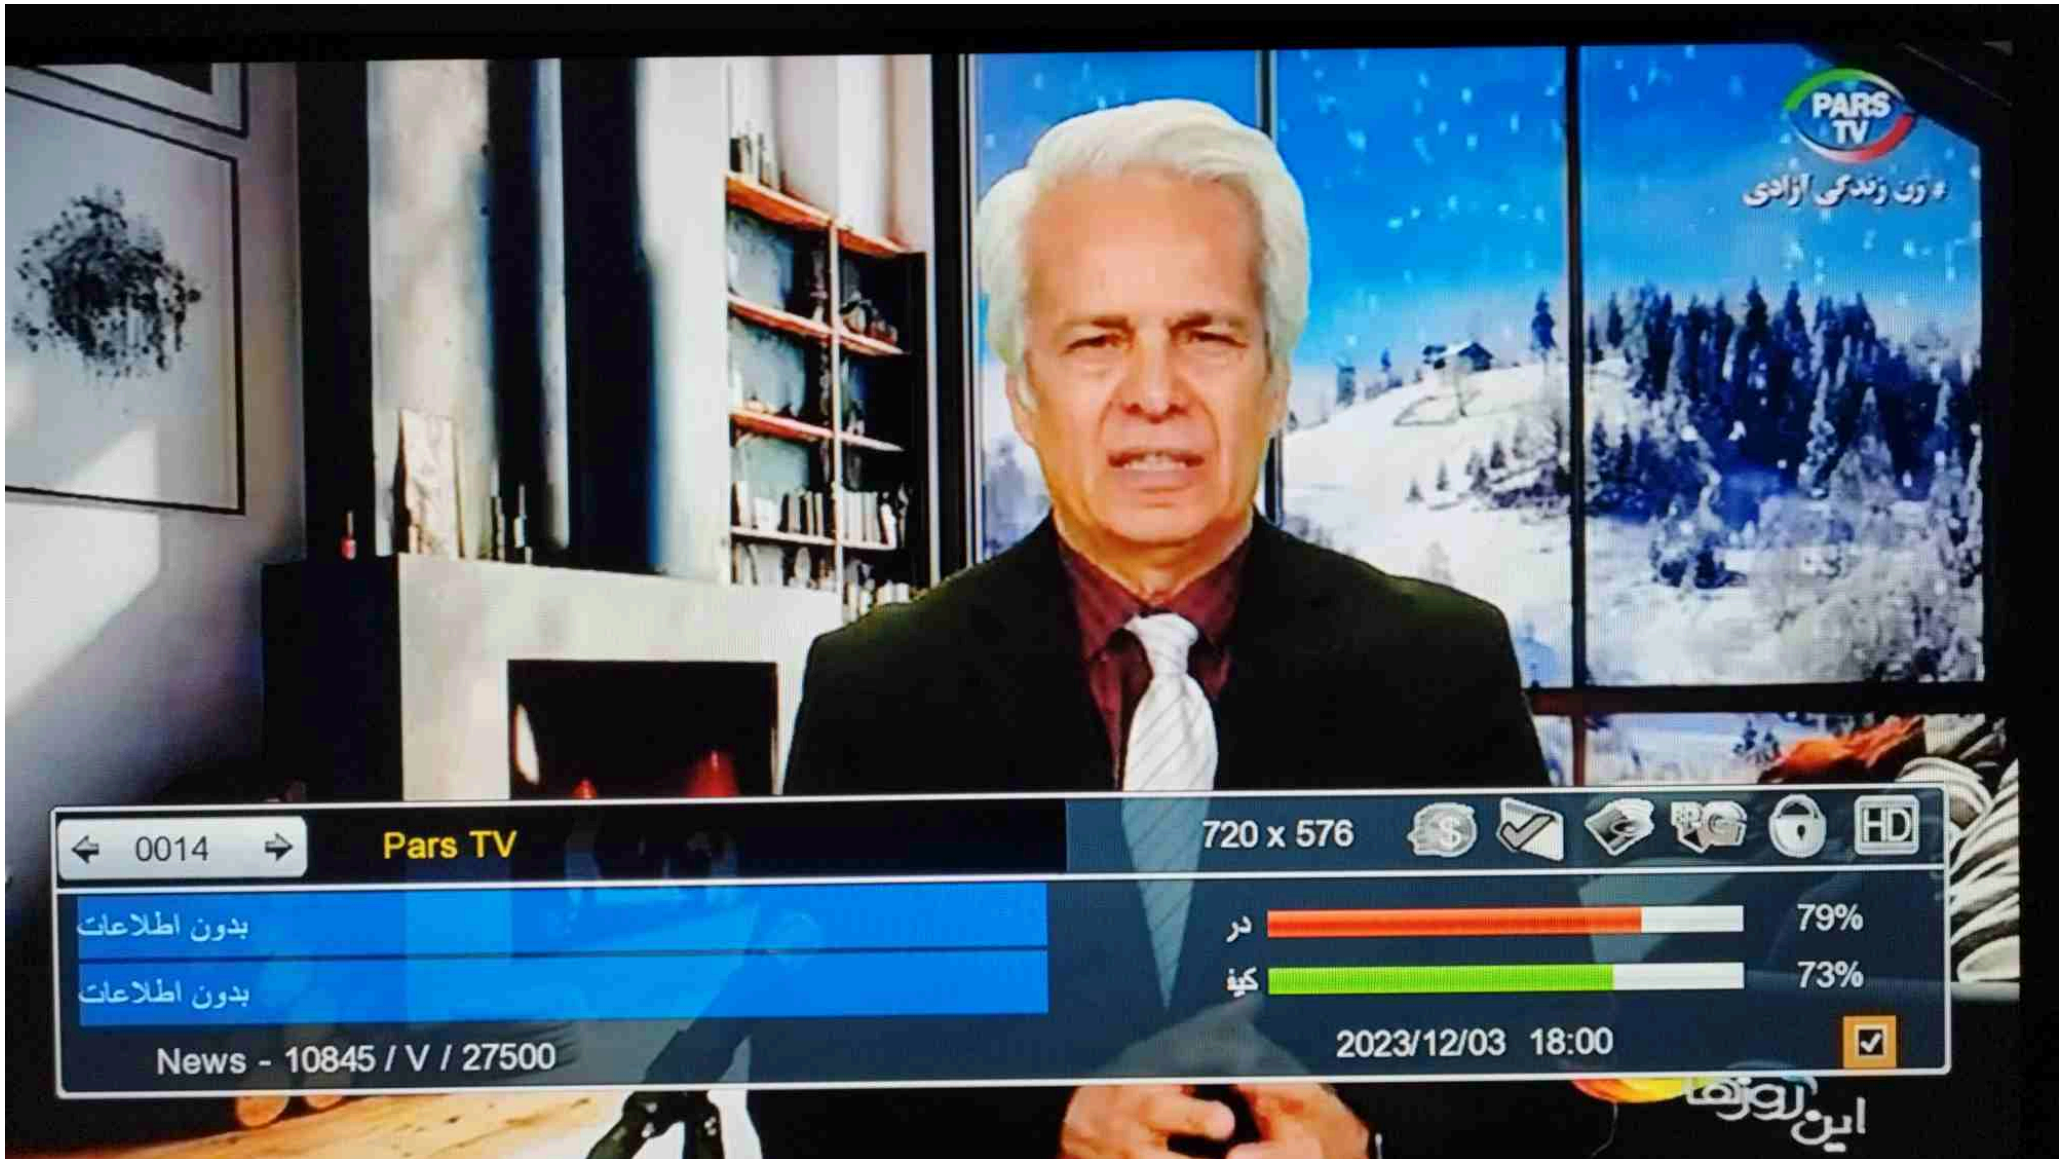 PARS
TV
# زن زندگی آزادی
0014
Pars TV
720 x 576
HD
بدون اطلاعات
در
79%
بدون اطلاعات
کیف
73%
News - 10845 / V / 27500
2023/12/03 18:00
این روزها